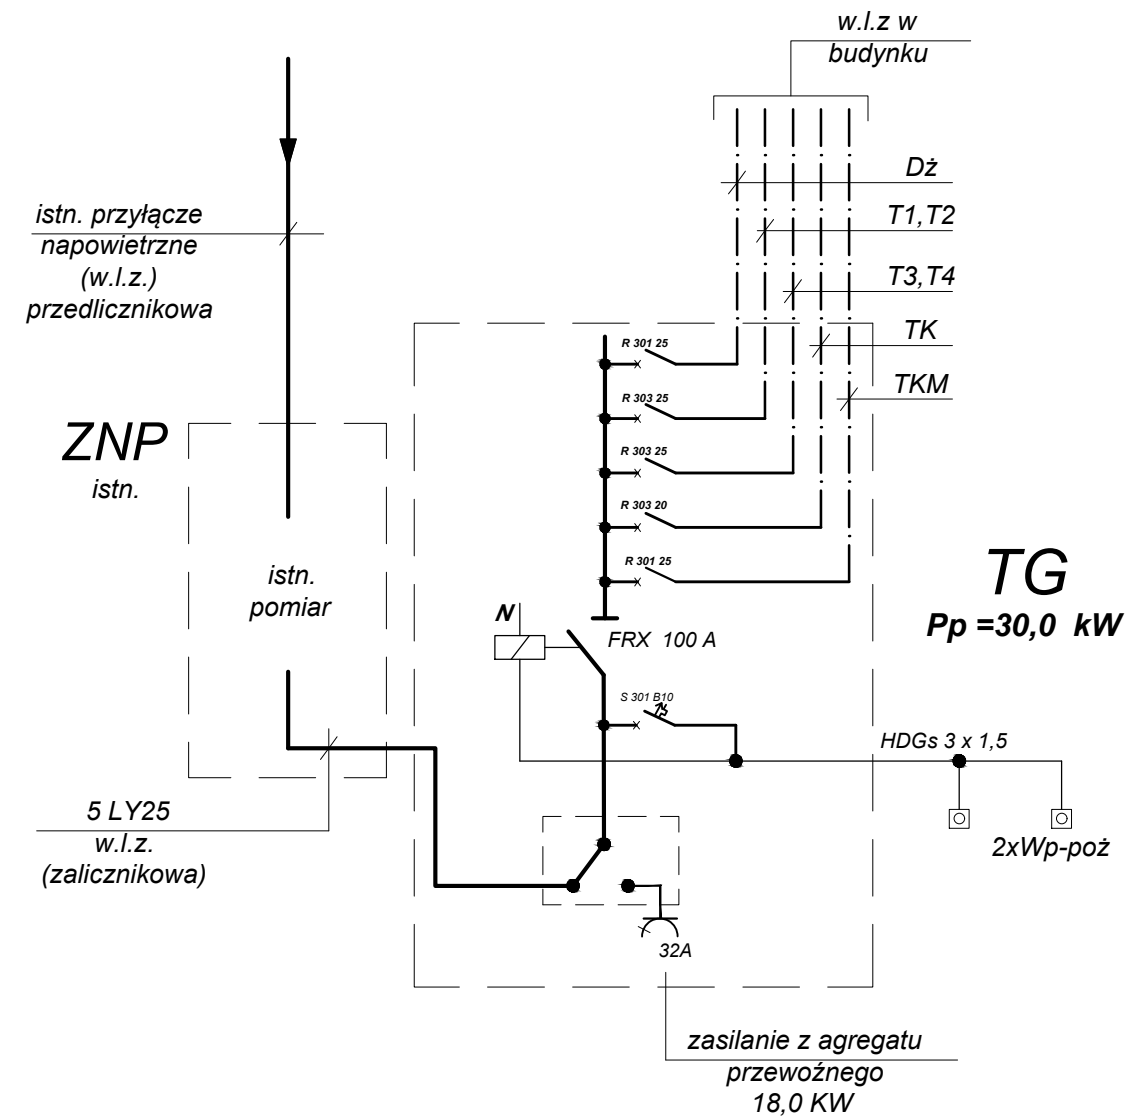 w.l.z w
budynku
Dż
istn. przyłącze
napowietrzne
(w.l.z.)
przedlicznikowa
T1,T2
T3,T4
TK
TKM
R 301 25
R 303 25
R 303 25
R 303 20
R 301 25
ZNP
istn.
istn.
pomiar
TG
Pp =30,0 kW
N
FRX 100 A
S 301 B10
HDGs 3 x 1,5
2xWp-poż
5 LY25
w.l.z.
(zalicznikowa)
32A
zasilanie z agregatu
przewoźnego
18,0 KW